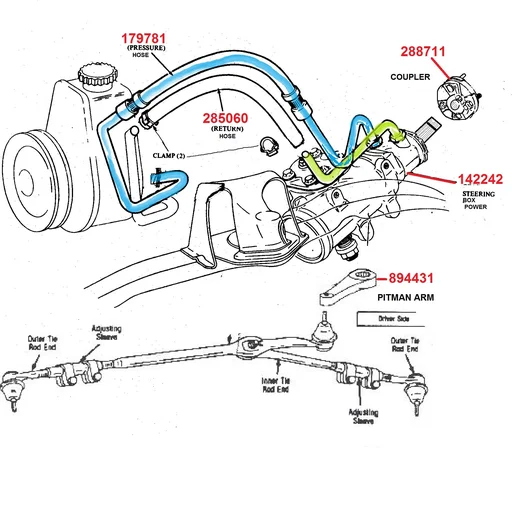 179781
(PRESSURE)
HOSE
288711
COUPLER
285060
(RETURN)
HOSE
CLAMP (2)
142242
STEERING
BOX
POWER
894431
PITMAN ARM
Driver Side
Outer Tie
Rod End
Adjusting
Sleeve
Outer Tie
Rod End
Inner Tie
Rod End
Adjusting
Sleeve